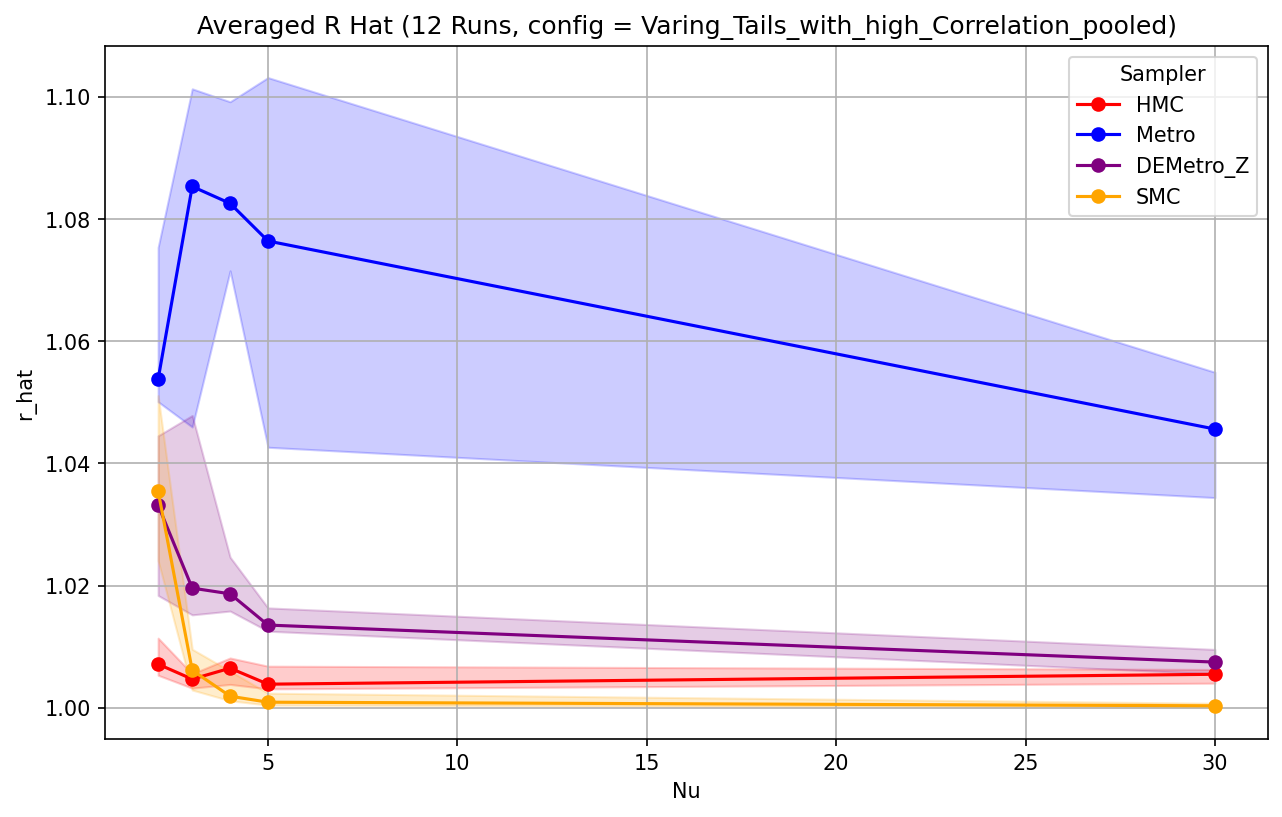 Averaged R Hat (12 Runs, config = Varing_Tails_with_high_Correlation_pooled)
Sampler
HMC
Metro
DEMetro_Z
SMC
r_hat
1.10
1.08
1.06
1.04
1.02
1.00
5
10
15
20
25
30
Nu